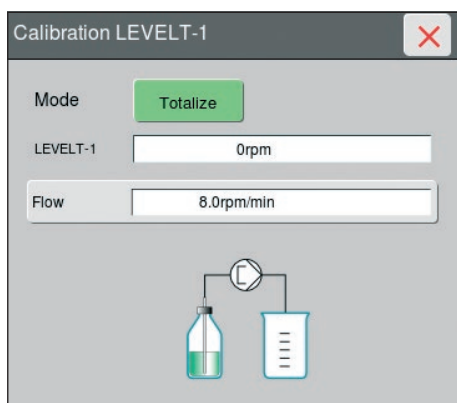 Calibration LEVELT-1
Mode
Totalize
LEVELT-1
0rpm
Flow
8.0rpm/min